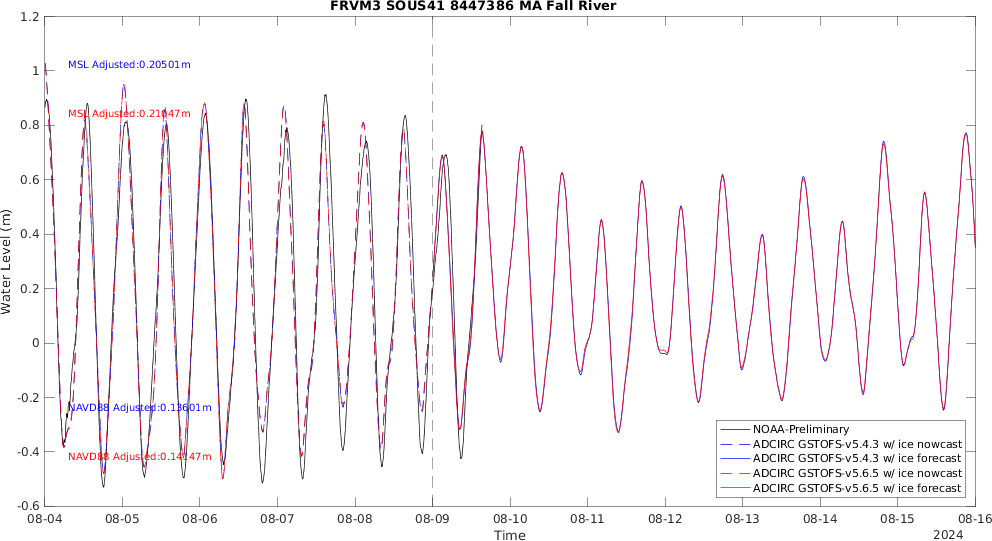 FRVM3 SOUS41 8447386 MA Fall River
1.2
1
0.8
0.6
0.4
0.2
0
-0.2
-0.4
-0.6
Water Level (m)
MSL Adjusted:0.20501m
MSL Adjusted:0.21047m
NAVD88 Adjusted:0.13601m
NAVD88 Adjusted:0.14147m
NOAA-Preliminary
ADCIRC GSTOFS-v5.4.3 w/ ice nowcast
ADCIRC GSTOFS-v5.4.3 w/ ice forecast
ADCIRC GSTOFS-v5.6.5 w/ ice nowcast
ADCIRC GSTOFS-v5.6.5 w/ ice forecast
08-04 08-05 08-06 08-07 08-08 08-09 08-10 08-11 08-12 08-13 08-14 08-15 08-16
Time
2024